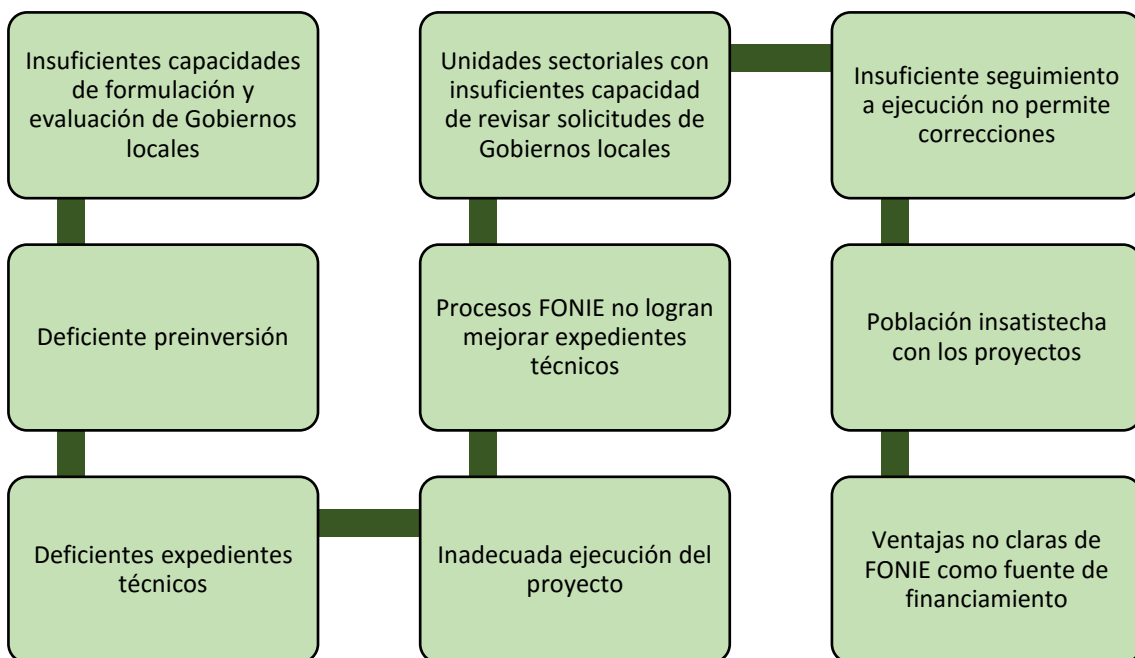 Insuficientes capacidades
de formulación y
evaluación de Gobiernos
locales
Deficiente preinversión
Deficientes expedientes
técnicos
Inadecuada ejecución del
proyecto
Procesos FONIE no logran
mejorar expedientes
técnicos
Unidades sectoriales con
insuficientes capacidad
de revisar solicitudes de
Gobiernos locales
Insuficiente seguimiento
a ejecución no permite
correcciones
Población insatistecha
con los proyectos
Ventajas no claras de
FONIE como fuente de
financiamiento